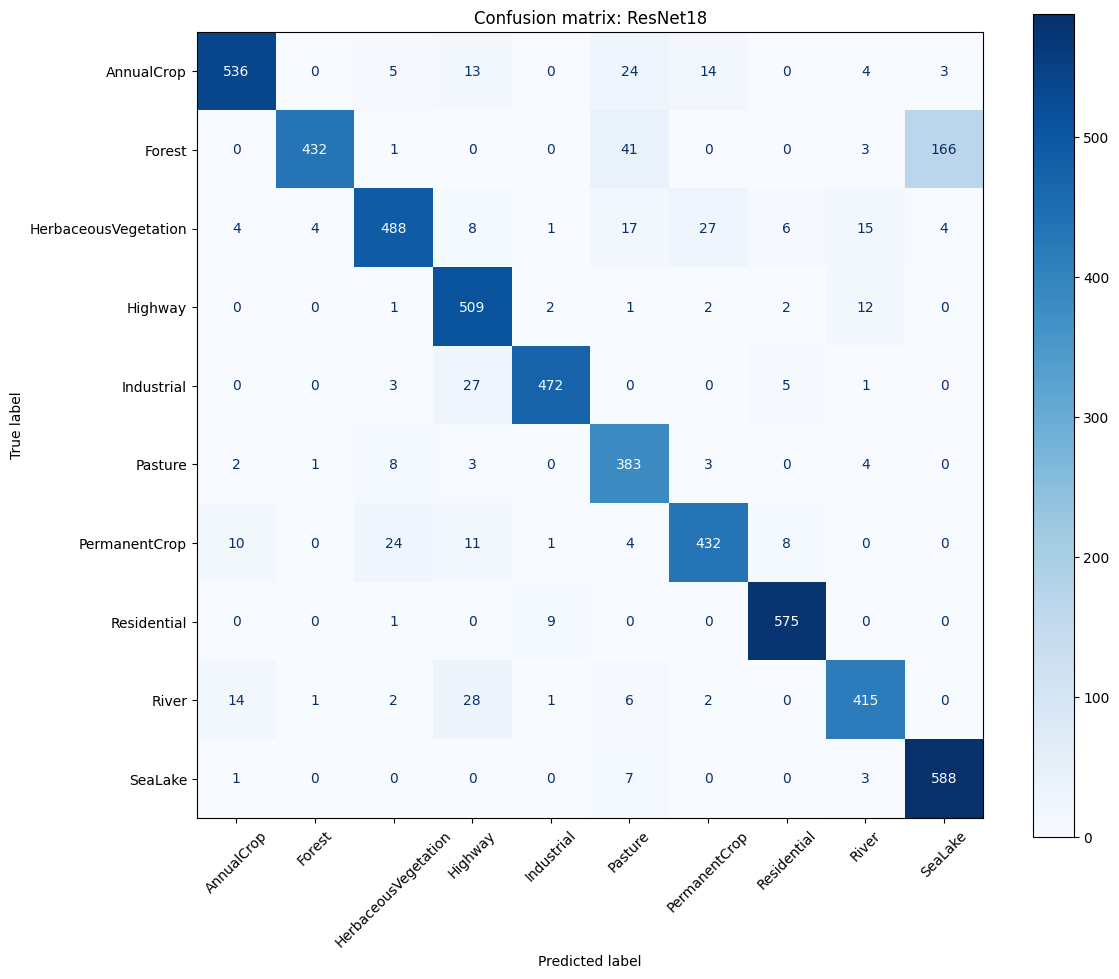 Confusion matrix: ResNet18
AnnualCrop 536 0 5 13 0 24 14 0 4 3
Forest 0 432 1 0 0 41 0 0 3 166
HerbaceousVegetation 4 4 488 8 1 17 27 6 15 4
Highway 0 0 1 509 2 1 2 2 12 0
Industrial 0 0 3 27 472 0 0 5 1 0
Pasture 2 1 8 3 0 383 3 0 4 0
PermanentCrop 10 0 24 11 1 4 432 8 0 0
Residential 0 0 1 0 9 0 0 575 0 0
River 14 1 2 28 1 6 2 0 415 0
SeaLake 1 0 0 0 0 7 0 0 3 588
True label
AnnualCrop Forest HerbaceousVegetation Highway Industrial Pasture PermanentCrop Residential River SeaLake
Predicted label
500
400
300
200
100
0